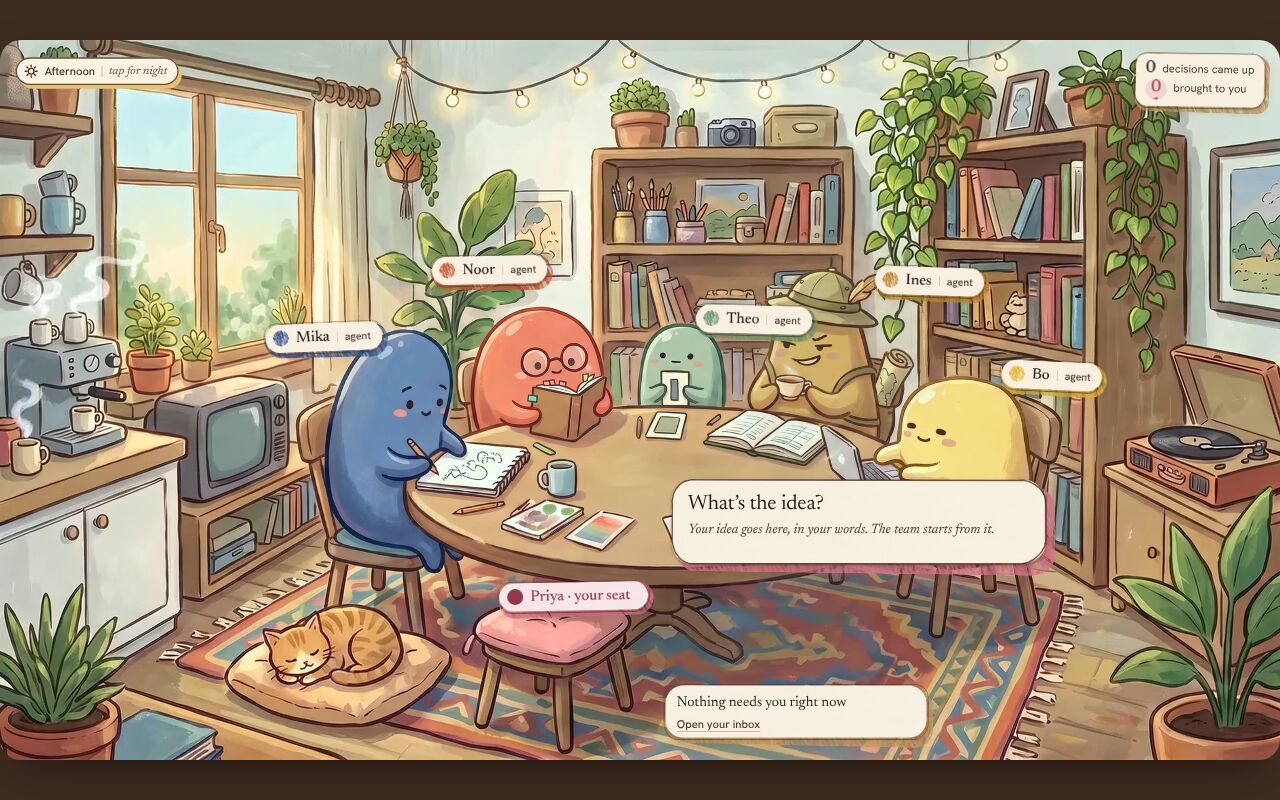 Afternoon tap for night
0 decisions came up
0 brought to you
Noor agent
Ines agent
Theo agent
Mika agent
Bo agent
What's the idea?
Your idea goes here, in your words. The team starts from it.
Priya · your seat
Nothing needs you right now
Open your inbox